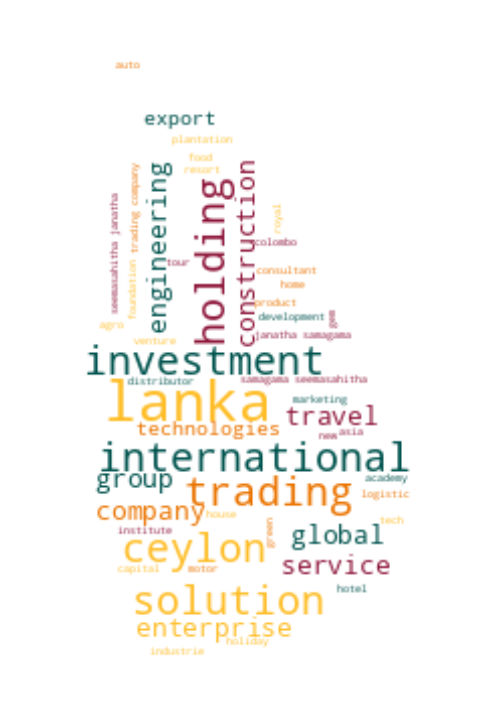 auto
export
plantation
food
resort
engineering
holding
construction
seemasahitha janatha
trading company
foundation
royal
colombo
tour
consultant
home
product
development
gem
agro
janatha samagama
venture
investment
distributor
samagama seemasahitha
lanka
marketing
travel
technologies
new
asia
international
group
academy
trading
logistic
company
house
tech
institute
green
global
ceylon
service
capital
motor
hotel
solution
enterprise
holiday
industrie